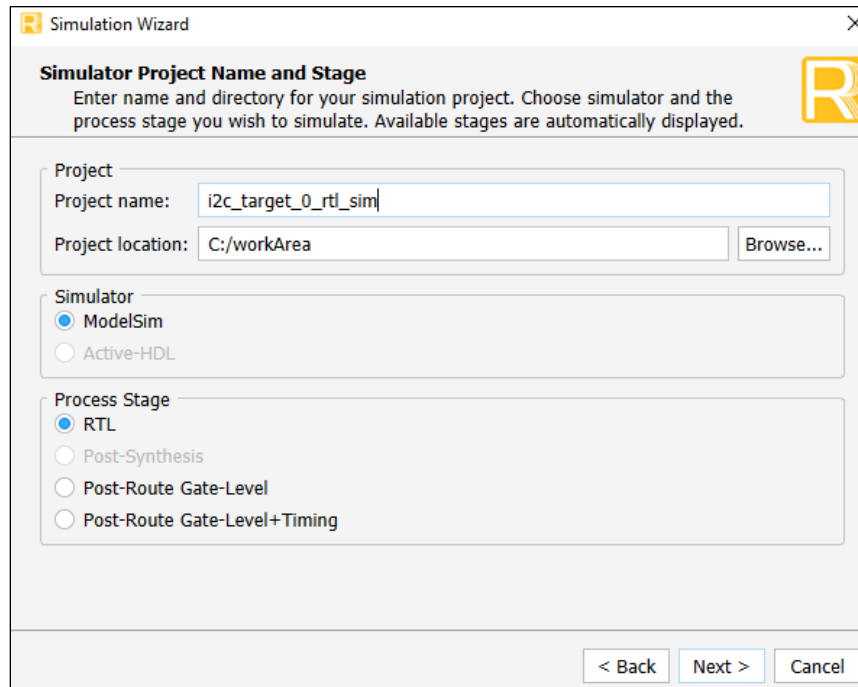 Simulation Wizard
Simulator Project Name and Stage
Enter name and directory for your simulation project. Choose simulator and the
process stage you wish to simulate. Available stages are automatically displayed.
Project
Project name: i2c_target_0_rtl_sim
Project location: C:/workArea Browse...
Simulator
ModelSim
Active-HDL
Process Stage
RTL
Post-Synthesis
Post-Route Gate-Level
Post-Route Gate-Level+Timing
< Back Next > Cancel